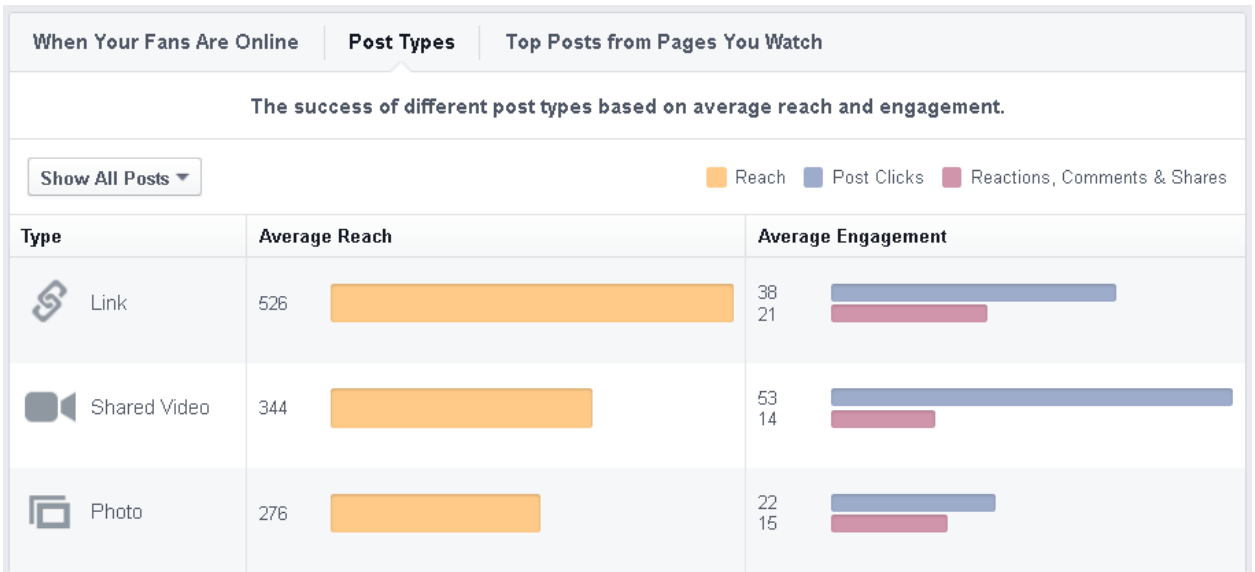 When Your Fans Are Online Post Types Top Posts from Pages You Watch
The success of different post types based on average reach and engagement.
Show All Posts Reach Post Clicks Reactions, Comments & Shares
Type Average Reach Average Engagement
Link 526 38
21
Shared Video 344 53
14
Photo 276 22
15